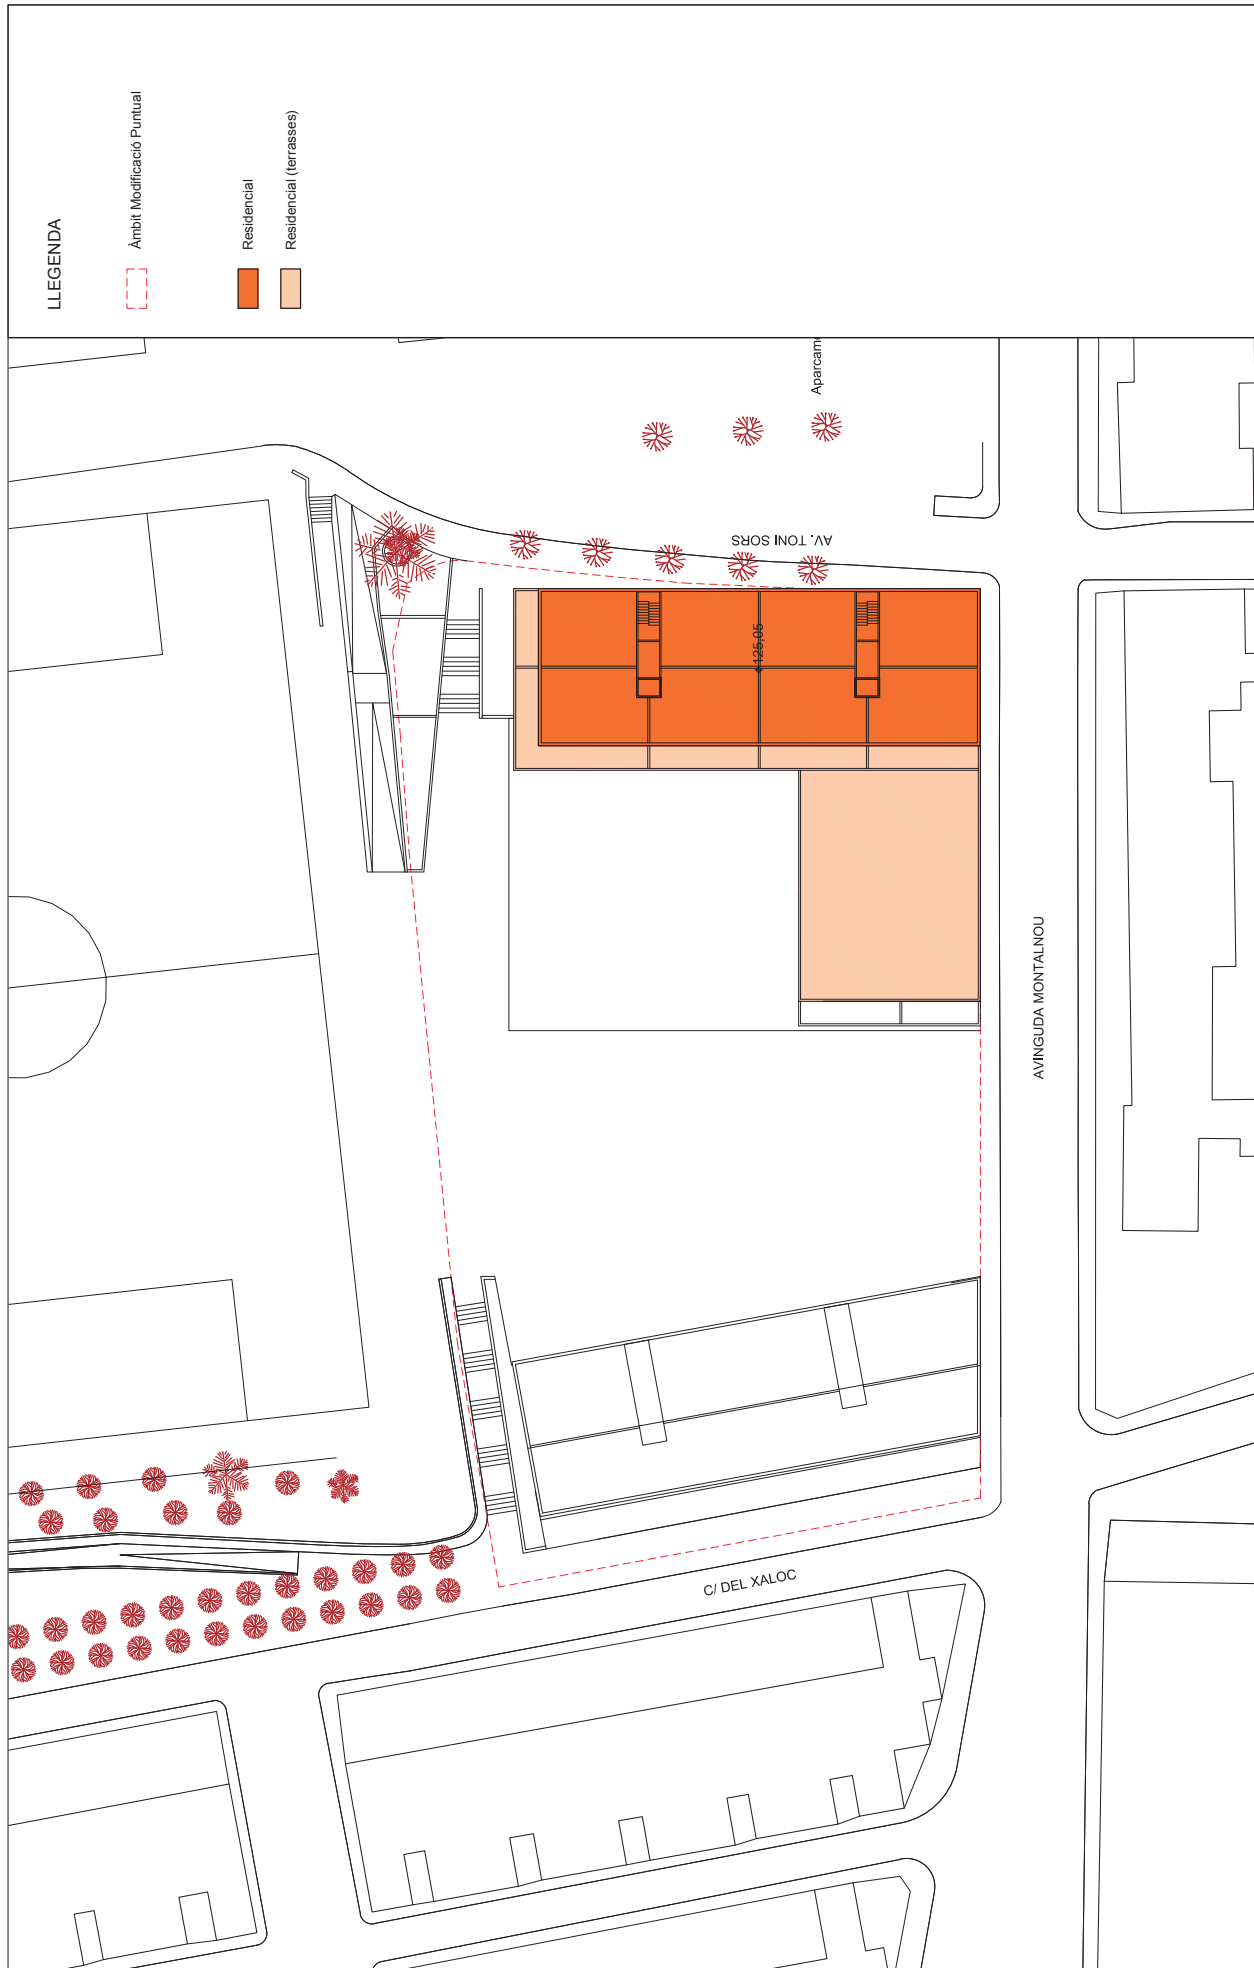 LLEGENDA
Àmbit Modificació Puntual
Residencial
Residencial (terrasses)
Aparcam
AV. TONI SORS
+125,05
AVINGUDA MONTALNOU
C/ DEL XALOC